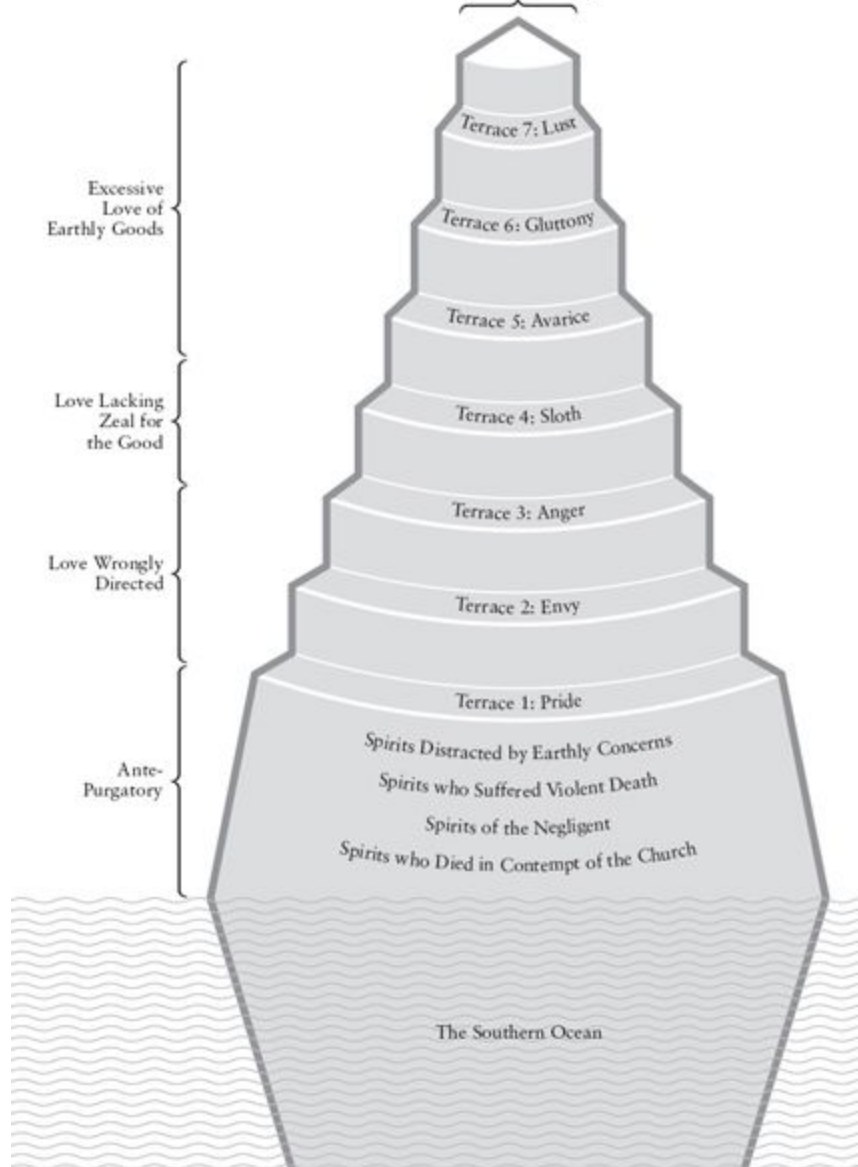 Terrace 7: Lust
Excessive
Love of
Earthly Goods
Terrace 6: Gluttony
Terrace 5: Avarice
Love Lacking
Zeal for
the Good
Terrace 4: Sloth
Terrace 3: Anger
Love Wrongly
Directed
Terrace 2: Envy
Terrace 1: Pride
Ante-
Purgatory
Spirits Distracted by Earthly Concerns
Spirits who Suffered Violent Death
Spirits of the Negligent
Spirits who Died in Contempt of the Church
The Southern Ocean